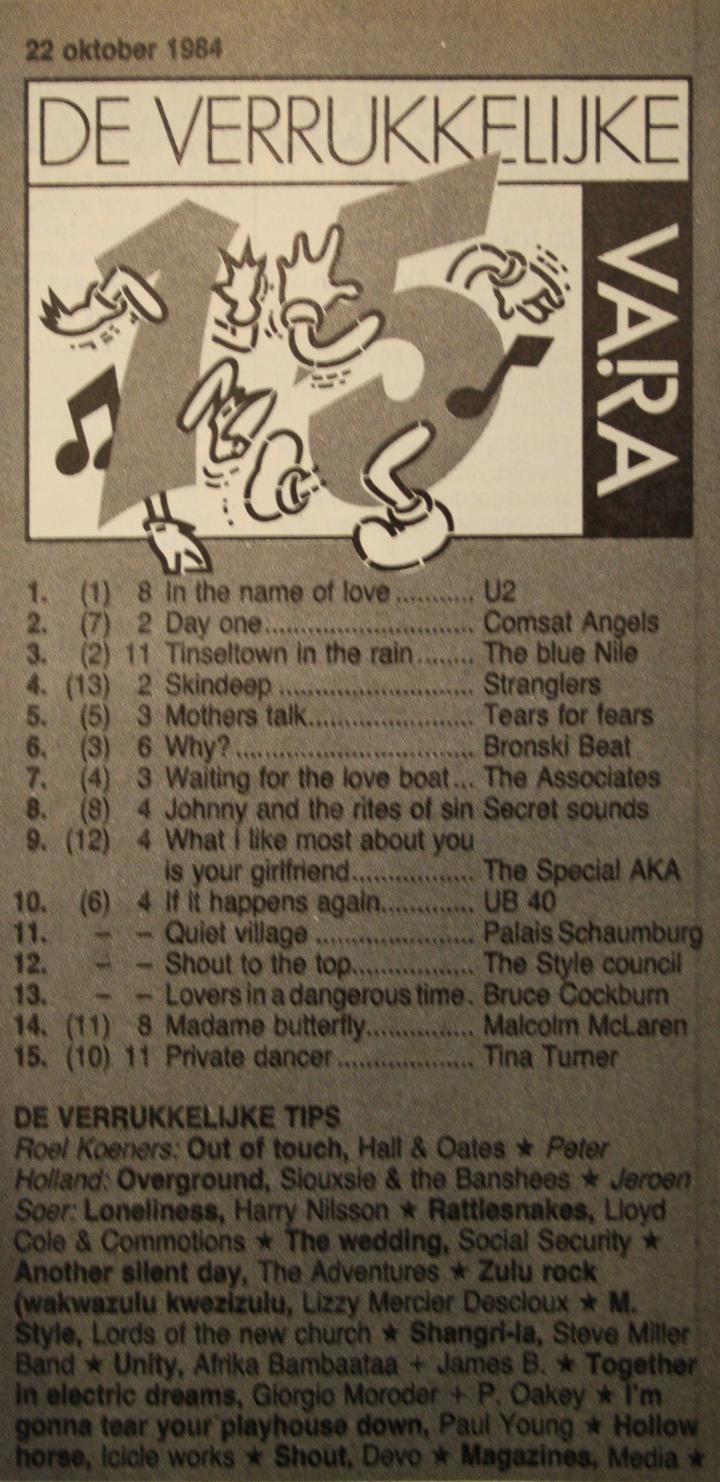 22 oktober 1984
DE VERRUKKELIJKE
15
VARA
1. (1) 8 In the name of love ........... U2
2. (7) 2 Day one.............................. Comsat Angels
3. (2) 11 Tinseltown in the rain........ The blue Nile
4. (13) 2 Skindeep ............................ Stranglers
5. (5) 3 Mothers talk........................ Tears for fears
6. (3) 6 Why? .................................. Bronski Beat
7. (4) 3 Waiting for the love boat... The Associates
8. (8) 4 Johnny and the rites of sin Secret sounds
9. (12) 4 What I like most about you
is your girlfriend................. The Special AKA
10. (6) 4 If it happens again............. UB 40
11. – – Quiet village ....................... Palais Schaumburg
12. – – Shout to the top.................. The Style council
13. – – Lovers in a dangerous time. Bruce Cockburn
14. (11) 8 Madame butterfly............... Malcolm McLaren
15. (10) 11 Private dancer .................... Tina Turner
DE VERRUKKELIJKE TIPS
Roel Koeners: Out of touch, Hall & Oates ★ Peter
Holland: Overground, Siouxsie & the Banshees ★ Jeroen
Soer: Loneliness, Harry Nilsson ★ Rattlesnakes, Lloyd
Cole & Commotions ★ The wedding, Social Security ★
Another silent day, The Adventures ★ Zulu rock
(wakwazulu kwezizulu, Lizzy Mercier Descloux ★ M.
Style, Lords of the new church ★ Shangri-la, Steve Miller
Band ★ Unity, Afrika Bambaataa + James B. ★ Together
in electric dreams, Giorgio Moroder + P. Oakey ★ I'm
gonna tear your playhouse down, Paul Young ★ Hollow
horse, Icicle works ★ Shout, Devo ★ Magazines, Media ★